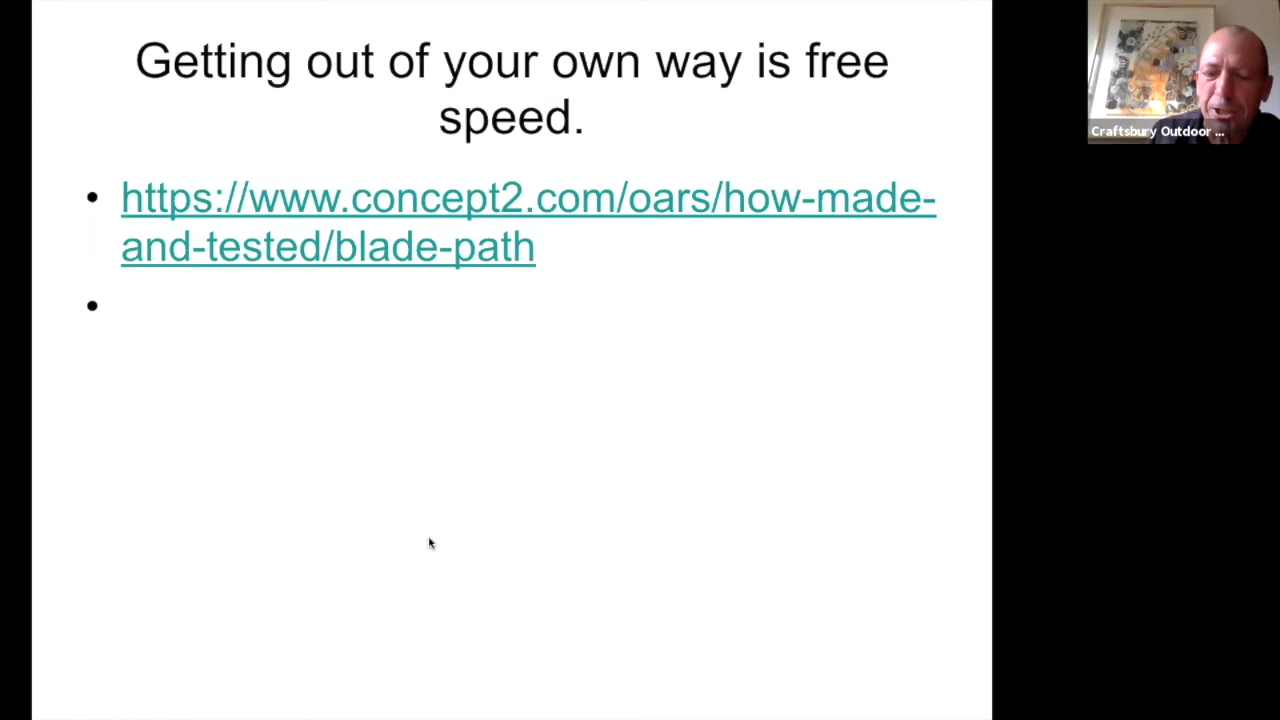 Getting out of your own way is free
speed.
• https://www.concept2.com/oars/how-made-
and-tested/blade-path
•
Craftsbury Outdoor ...